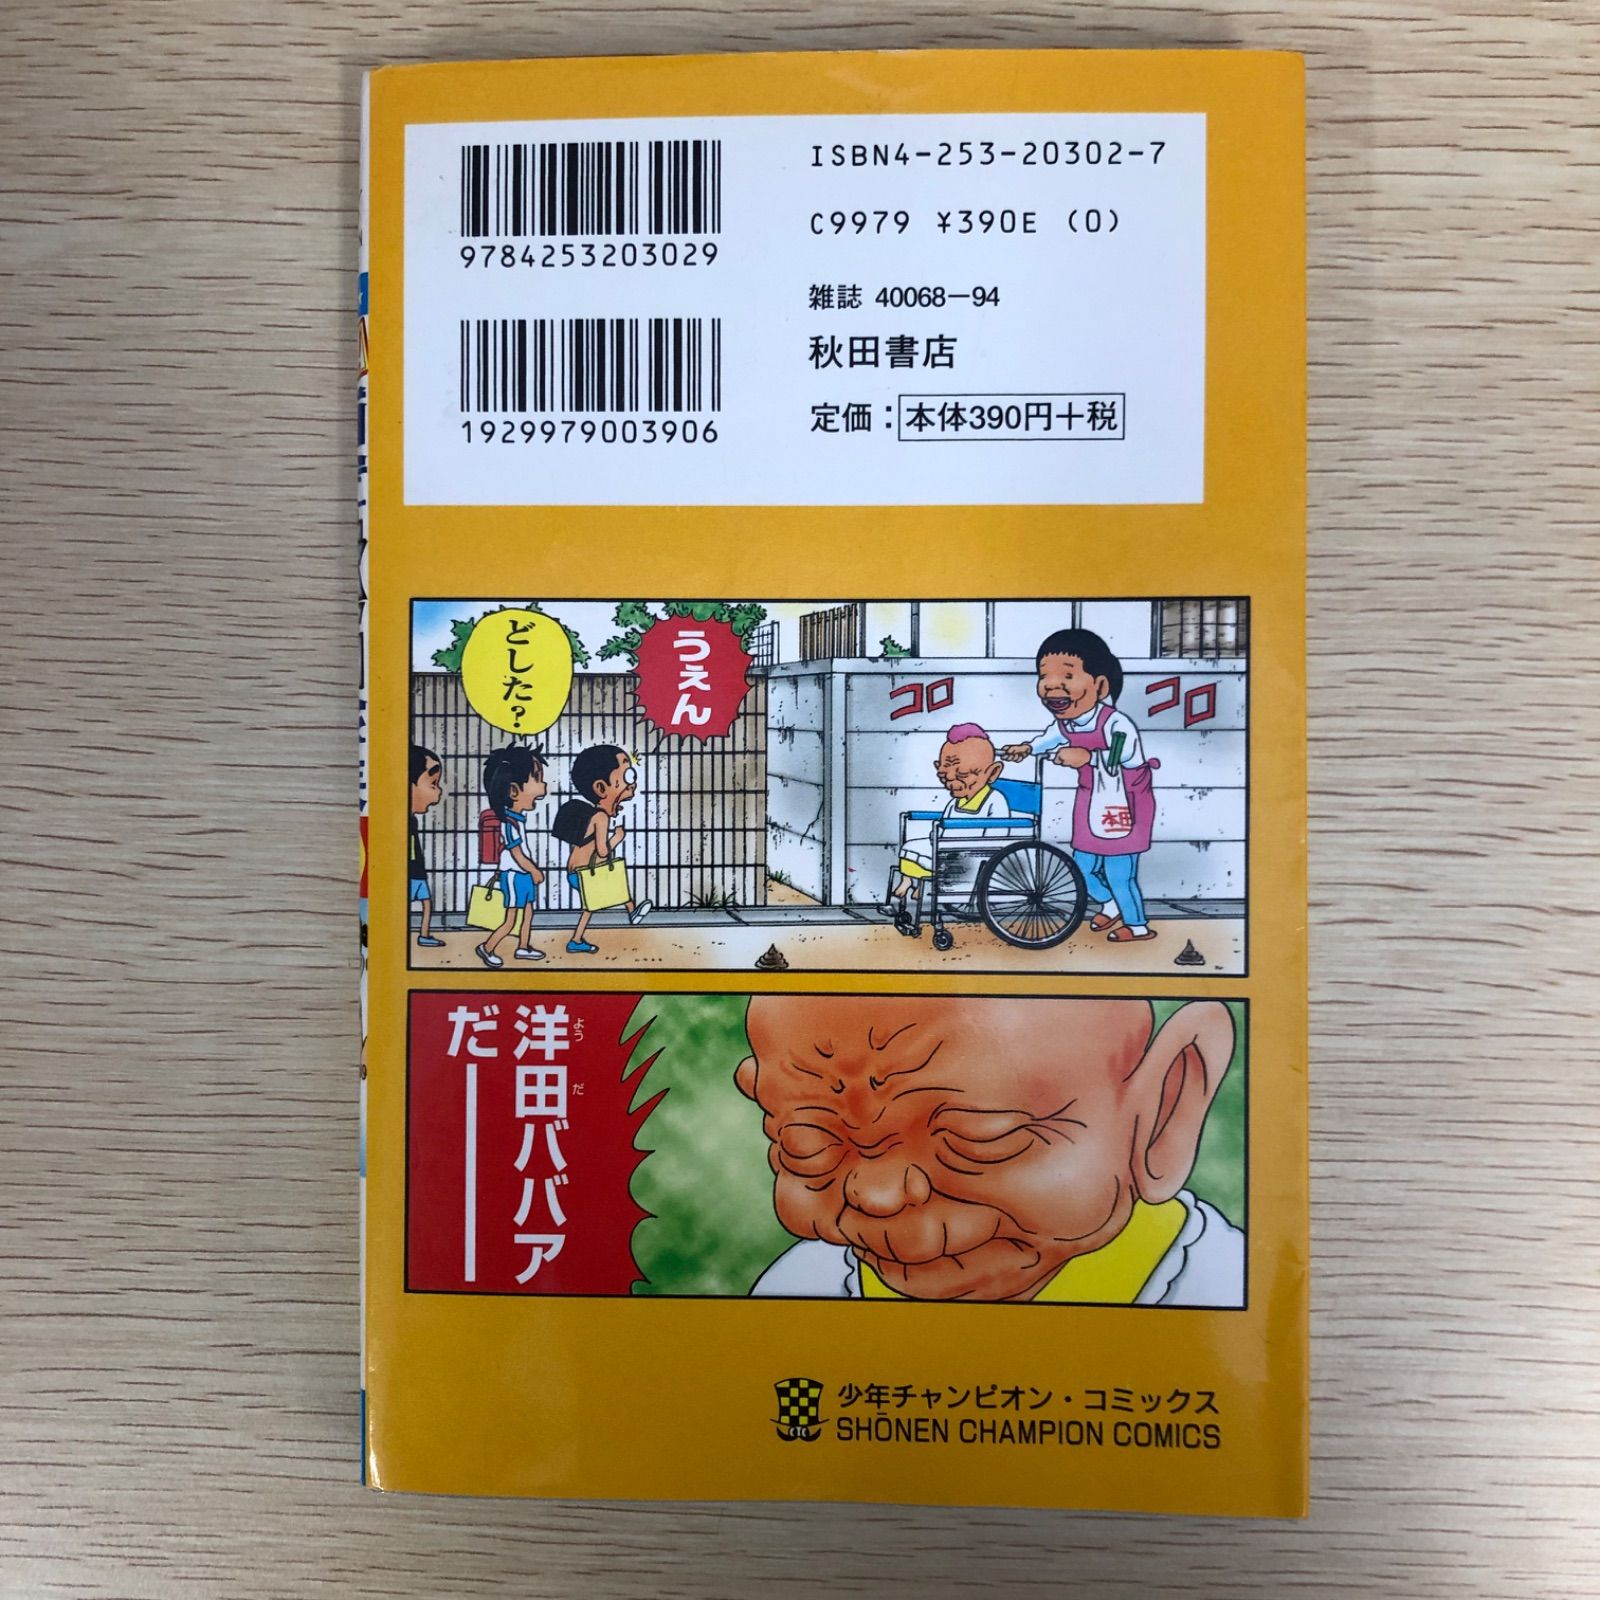 ISBN4-253-20302-7
C9979 ¥390E (0)
9784253203029
雑誌 40068-94
秋田書店
定価：本体390円+税
1929979003906
どした?
うぇん
コロ
コロ
本田
洋田ババア
よう だ
だ――
少年チャンピオン・コミックス
SHŌNEN CHAMPION COMICS